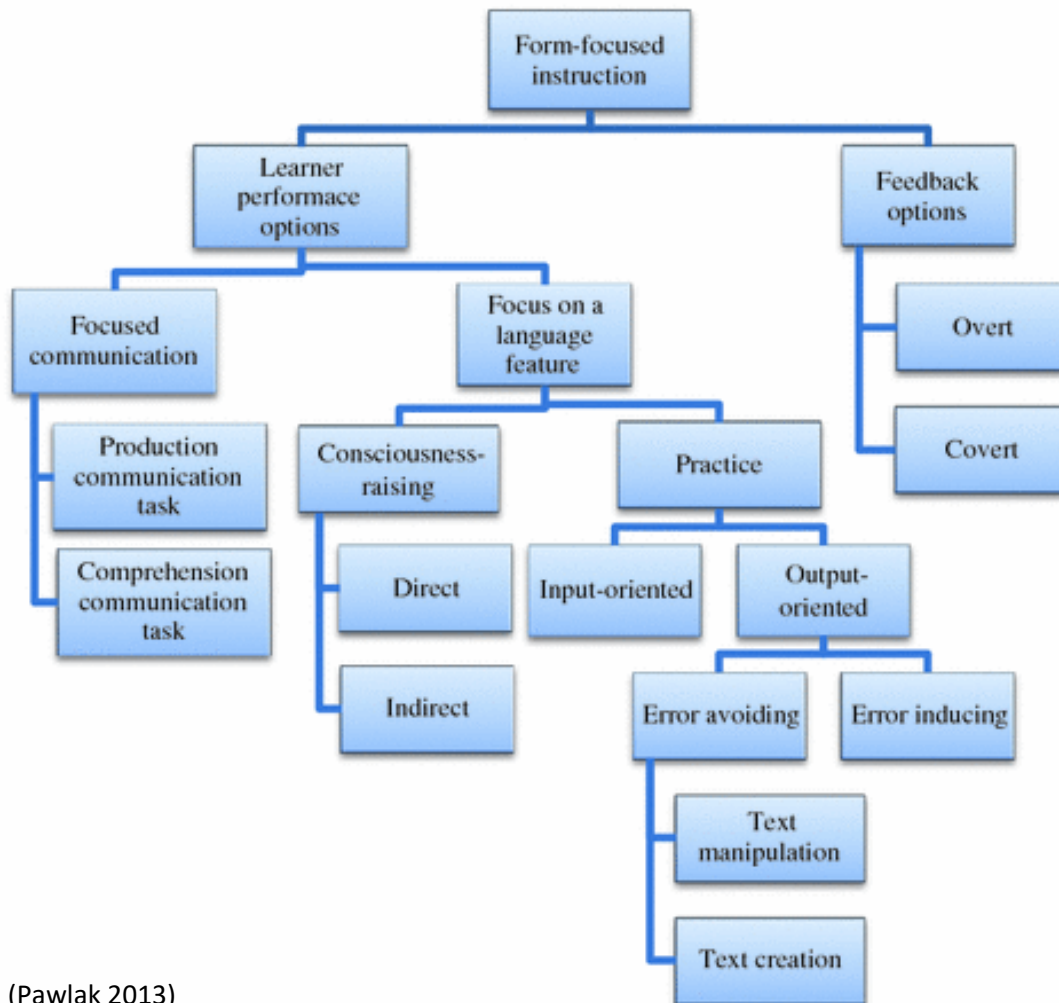 Form-focused
instruction
Learner
performace
options
Feedback
options
Focused
communication
Focus on a
language
feature
Overt
Production
communication
task
Consciousness-
raising
Practice
Covert
Comprehension
communication
task
Direct
Input-oriented
Output-
oriented
Indirect
Error avoiding
Error inducing
Text
manipulation
Text creation
(Pawlak 2013)